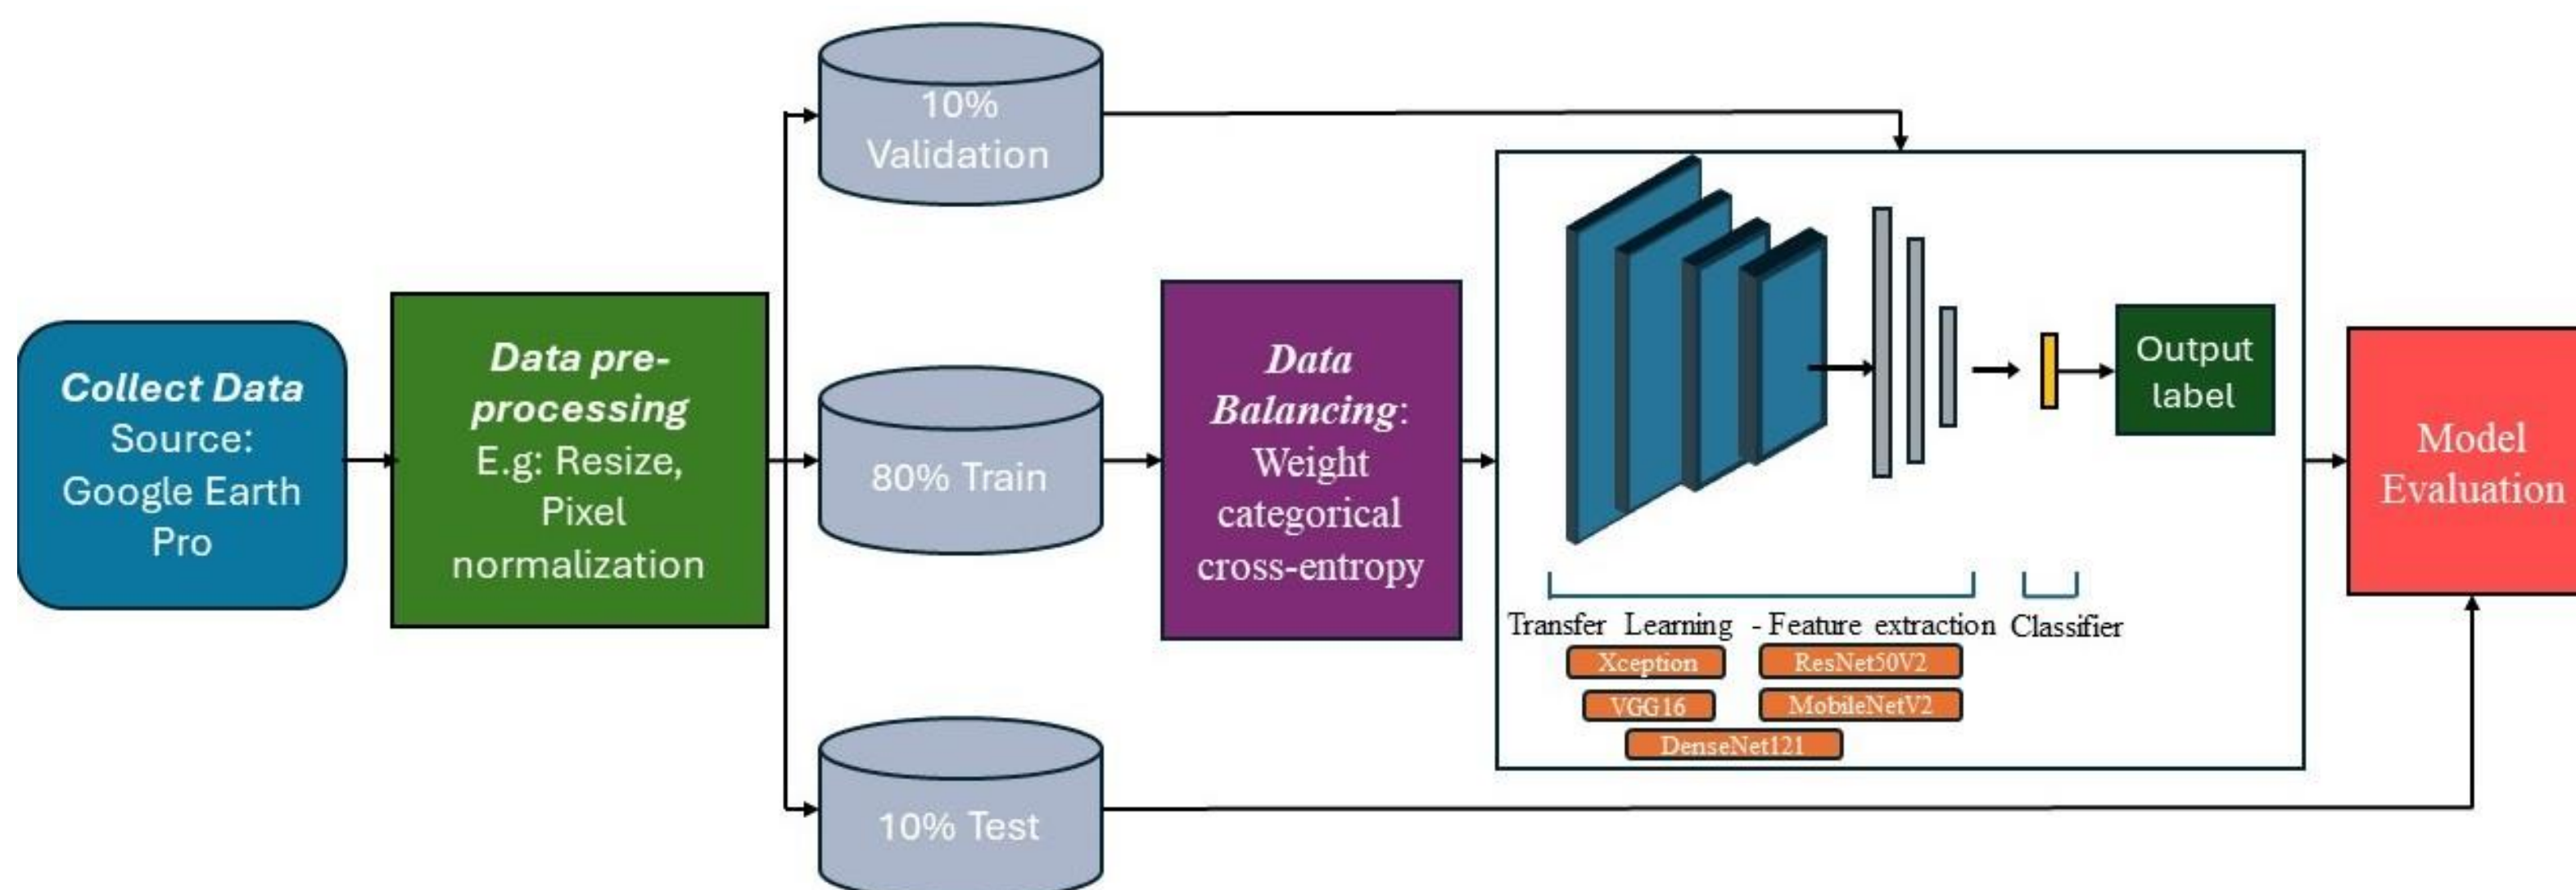 Collect Data
Source:
Google Earth
Pro
Data pre-
processing
E.g: Resize,
Pixel
normalization
10%
Validation
80% Train
10% Test
Data
Balancing:
Weight
categorical
cross-entropy
Output
label
Transfer Learning - Feature extraction Classifier
Xception ResNet50V2
VGG16 MobileNetV2
DenseNet121
Model
Evaluation